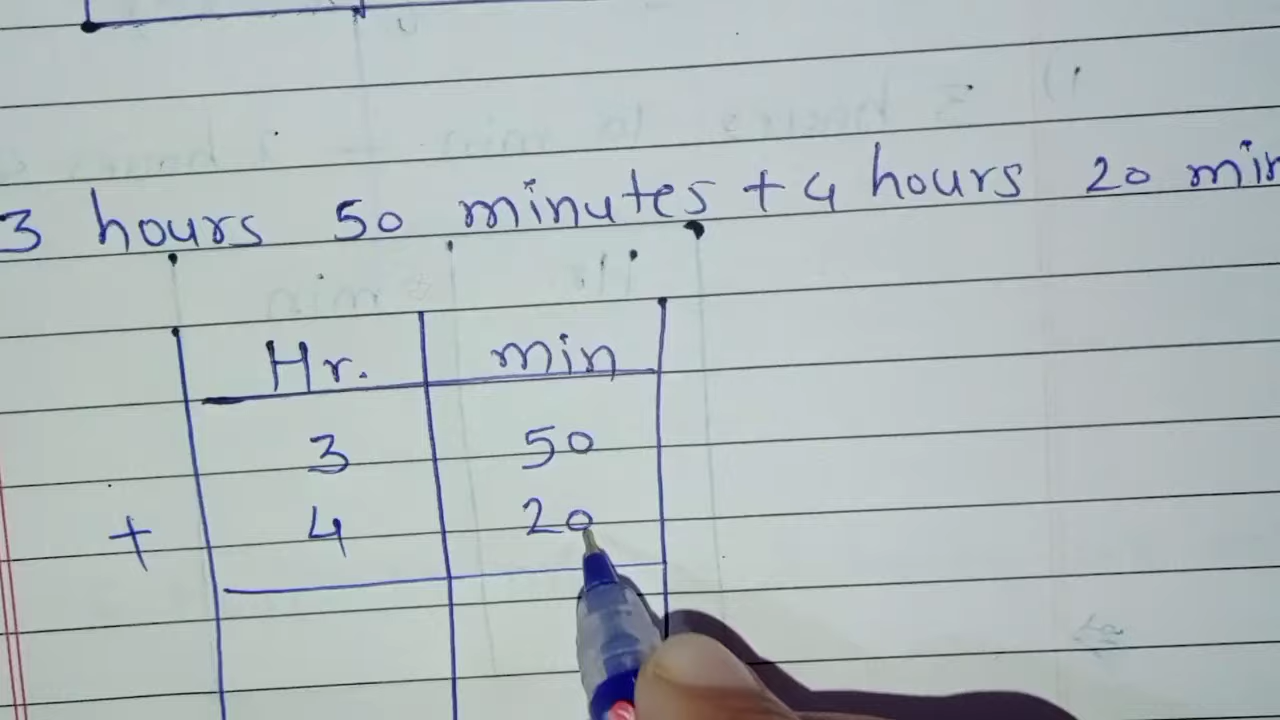 3 hours 50 minutes + 4 hours 20 min
Hr. min
3 50
+ 4 20